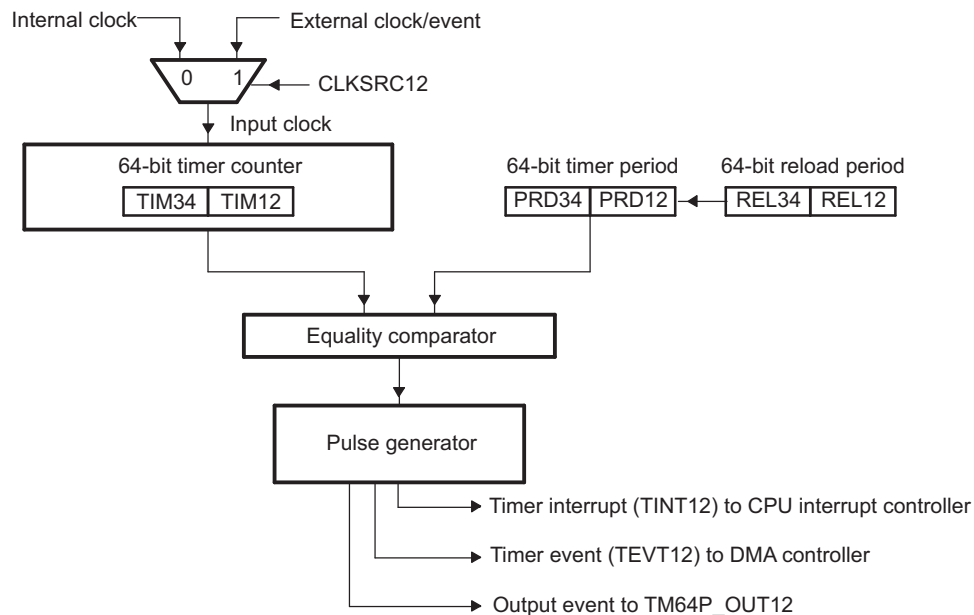 Internal clock
External clock/event
0 1
CLKSRC12
Input clock
64-bit timer counter
64-bit timer period
64-bit reload period
TIM34 TIM12
PRD34 PRD12
REL34 REL12
Equality comparator
Pulse generator
Timer interrupt (TINT12) to CPU interrupt controller
Timer event (TEVT12) to DMA controller
Output event to TM64P_OUT12